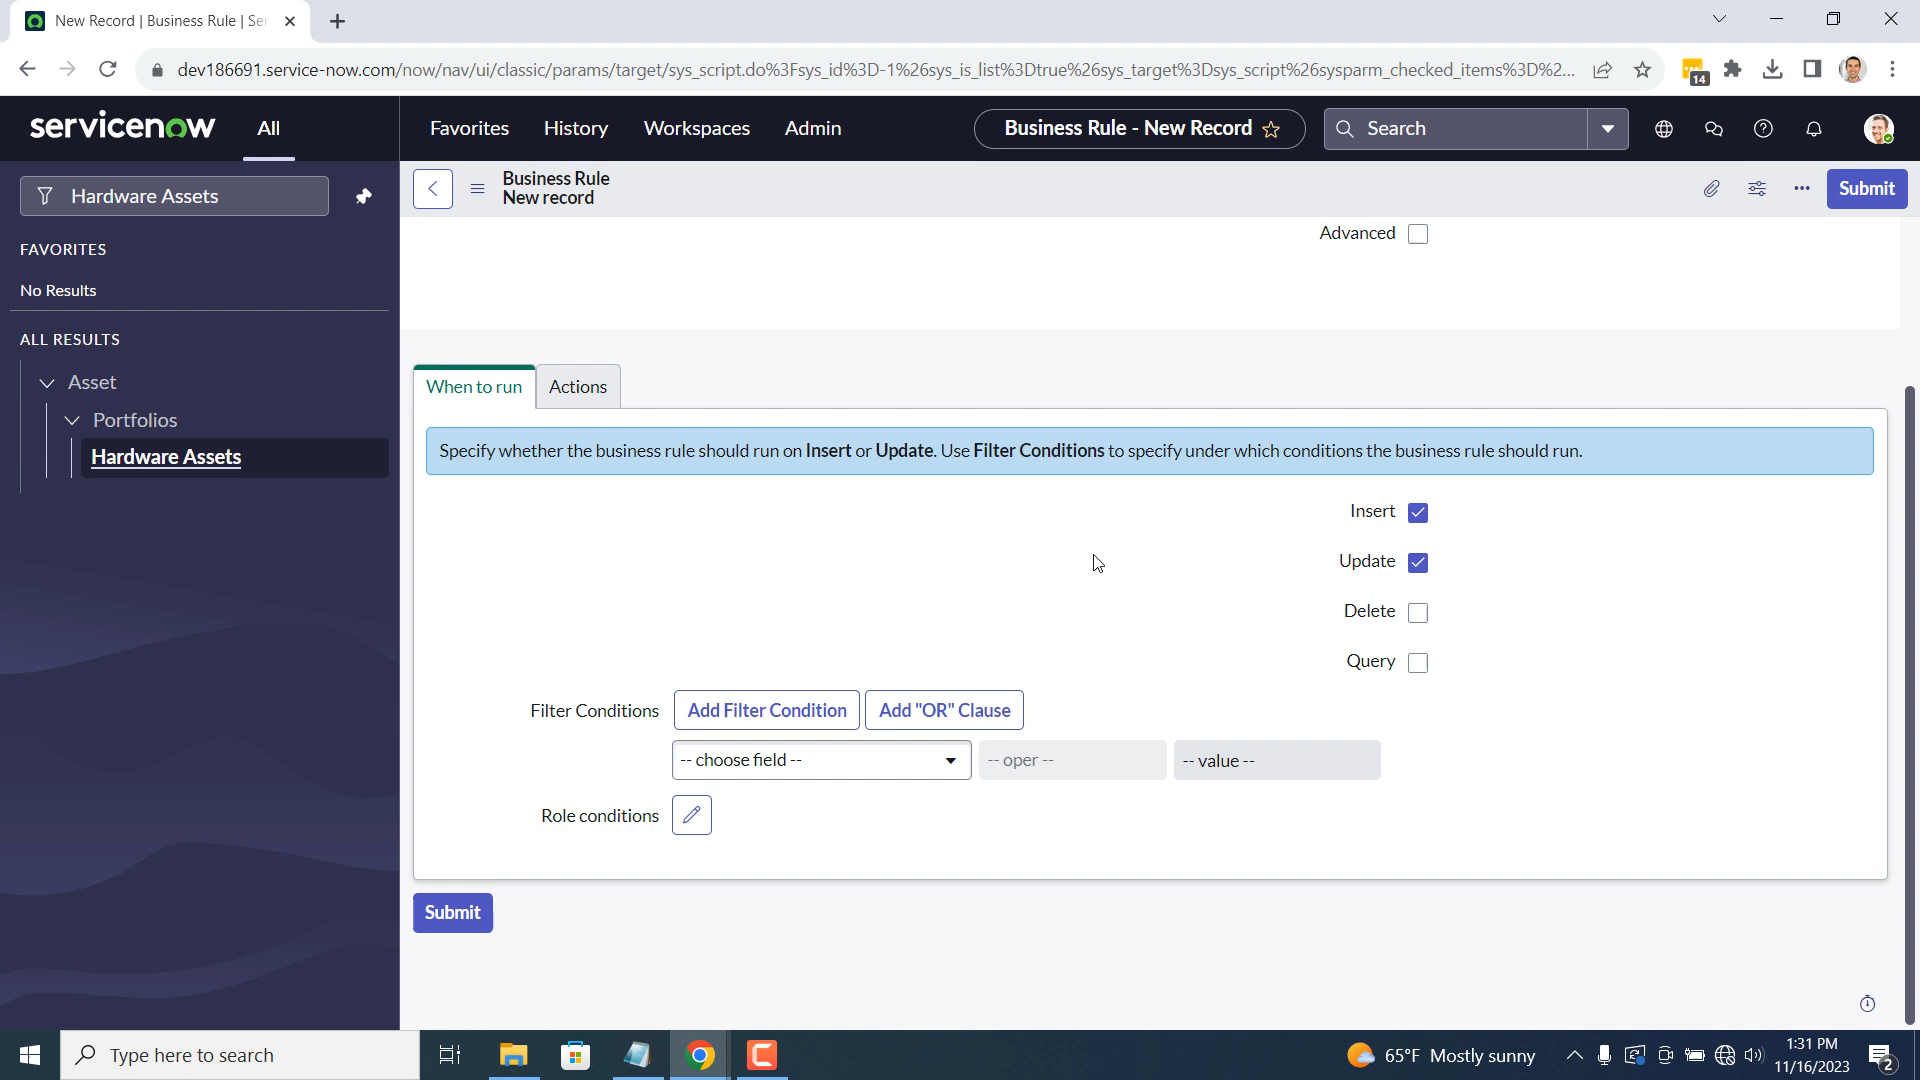 New Record | Business Rule | Ser
dev186691.service-now.com/now/nav/ui/classic/params/target/sys_script.do%3Fsys_id%3D-1%26sys_is_list%3Dtrue%26sys_target%3Dsys_script%26sysparm_checked_items%3D%2...
14
servicenow
All
Favorites
History
Workspaces
Admin
Business Rule - New Record
Search
Hardware Assets
Business Rule
New record
Submit
FAVORITES
No Results
ALL RESULTS
Asset
Portfolios
Hardware Assets
Advanced
When to run
Actions
Specify whether the business rule should run on Insert or Update. Use Filter Conditions to specify under which conditions the business rule should run.
Insert
Update
Delete
Query
Filter Conditions
Add Filter Condition
Add "OR" Clause
-- choose field --
-- oper --
-- value --
Role conditions
Submit
Type here to search
65°F Mostly sunny
1:31 PM
11/16/2023
2